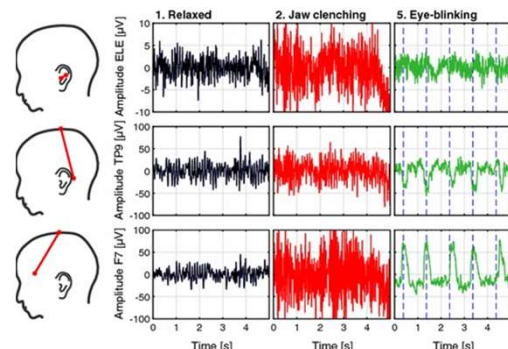 1. Relaxed 2. Jaw clenching 5. Eye-blinking
Amplitude ELE [µV]
10
5
0
-5
-10
Amplitude TP9 [µV]
100
50
0
-50
-100
Amplitude F7 [µV]
100
50
0
-50
-100
0 1 2 3 4 0 1 2 3 4 0 1 2 3 4
Time [s] Time [s] Time [s]